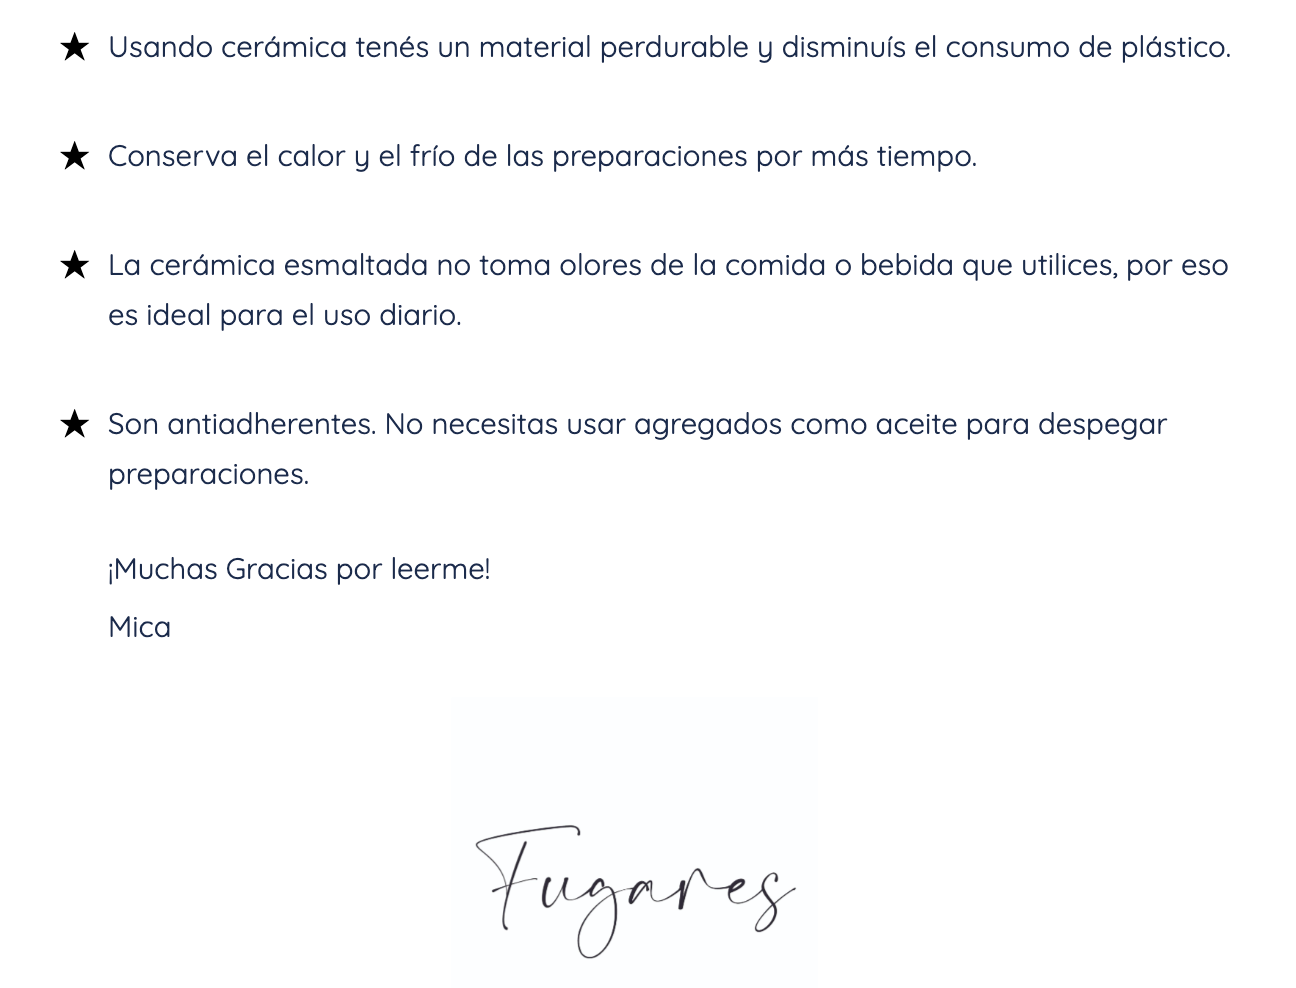 ★ Usando cerámica tenés un material perdurable y disminuís el consumo de plástico.
★ Conserva el calor y el frío de las preparaciones por más tiempo.
★ La cerámica esmaltada no toma olores de la comida o bebida que utilices, por eso
es ideal para el uso diario.
★ Son antiadherentes. No necesitas usar agregados como aceite para despegar
preparaciones.
¡Muchas Gracias por leerme!
Mica
Fugares